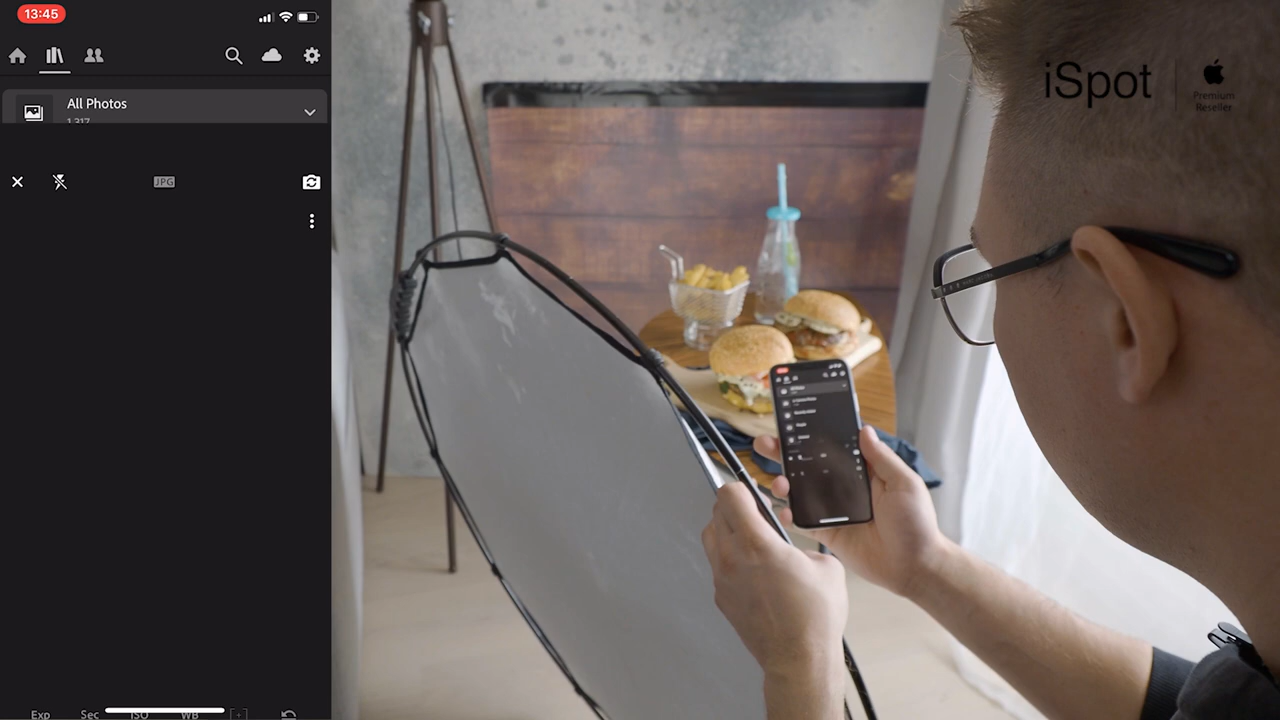 13:45
All Photos
1 317
JPG
Exp
Sec
ISO
WB
iSpot
Premium
Reseller